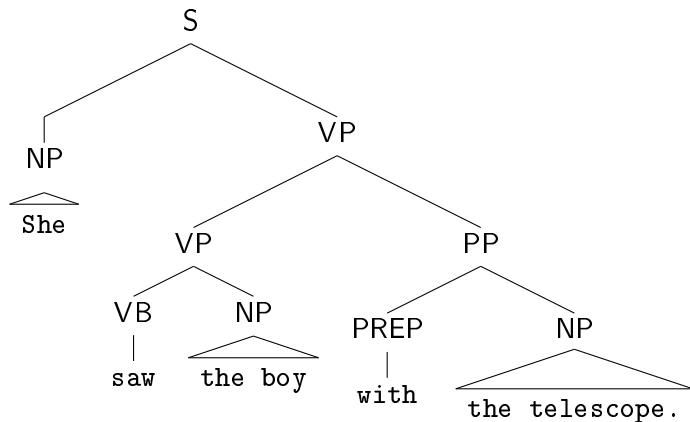 S
VP
NP
She
VP PP
VB NP PREP NP
saw the boy with the telescope.